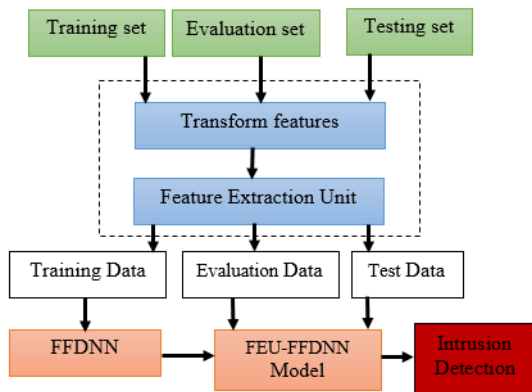 Training set
Evaluation set
Testing set
Transform features
Feature Extraction Unit
Training Data
Evaluation Data
Test Data
FFDNN
FEU-FFDNN
Model
Intrusion
Detection